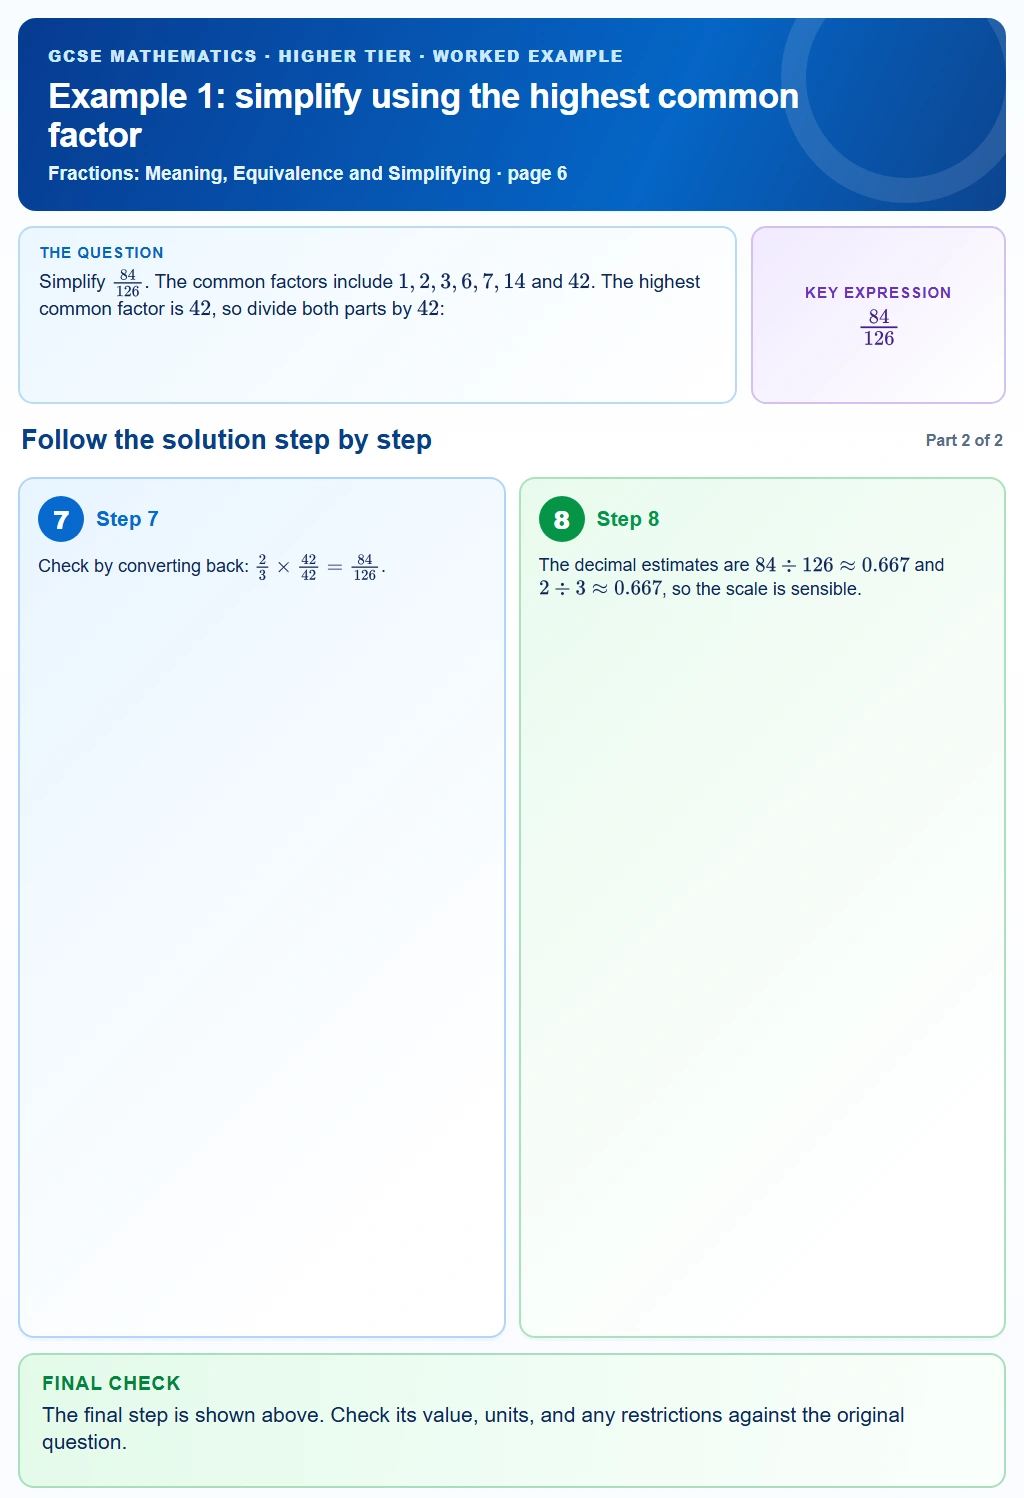 GCSE MATHEMATICS · HIGHER TIER · WORKED EXAMPLE
Example 1: simplify using the highest common
factor
Fractions: Meaning, Equivalence and Simplifying · page 6
THE QUESTION
Simplify 84/126. The common factors include 1, 2, 3, 6, 7, 14 and 42. The highest
common factor is 42, so divide both parts by 42:
KEY EXPRESSION
84/126
Follow the solution step by step
Part 2 of 2
7 Step 7
Check by converting back: 2/3 × 42/42 = 84/126.
8 Step 8
The decimal estimates are 84 ÷ 126 ≈ 0.667 and
2 ÷ 3 ≈ 0.667, so the scale is sensible.
FINAL CHECK
The final step is shown above. Check its value, units, and any restrictions against the original
question.